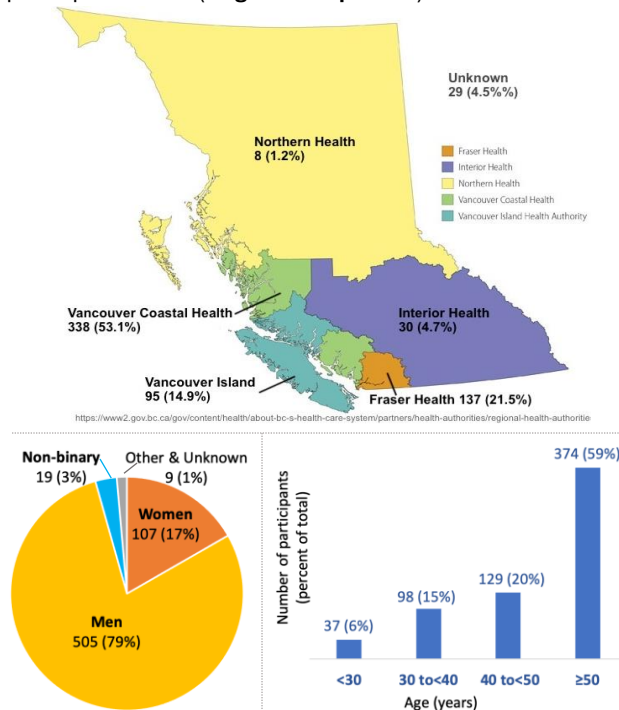 Unknown
29 (4.5%%)
Northern Health
8 (1.2%)
Fraser Health
Interior Health
Northern Health
Vancouver Coastal Health
Vancouver Island Health Authority
Vancouver Coastal Health
338 (53.1%)
Interior Health
30 (4.7%)
Vancouver Island
95 (14.9%)
Fraser Health 137 (21.5%)
https://www2.gov.bc.ca/gov/content/health/about-bc-s-health-care-system/partners/health-authorities/regional-health-authoritie
Non-binary
19 (3%)
Other & Unknown
9 (1%)
Women
107 (17%)
Men
505 (79%)
Number of participants
(percent of total)
37 (6%)
98 (15%)
129 (20%)
374 (59%)
<30
30 to<40
40 to<50
≥50
Age (years)